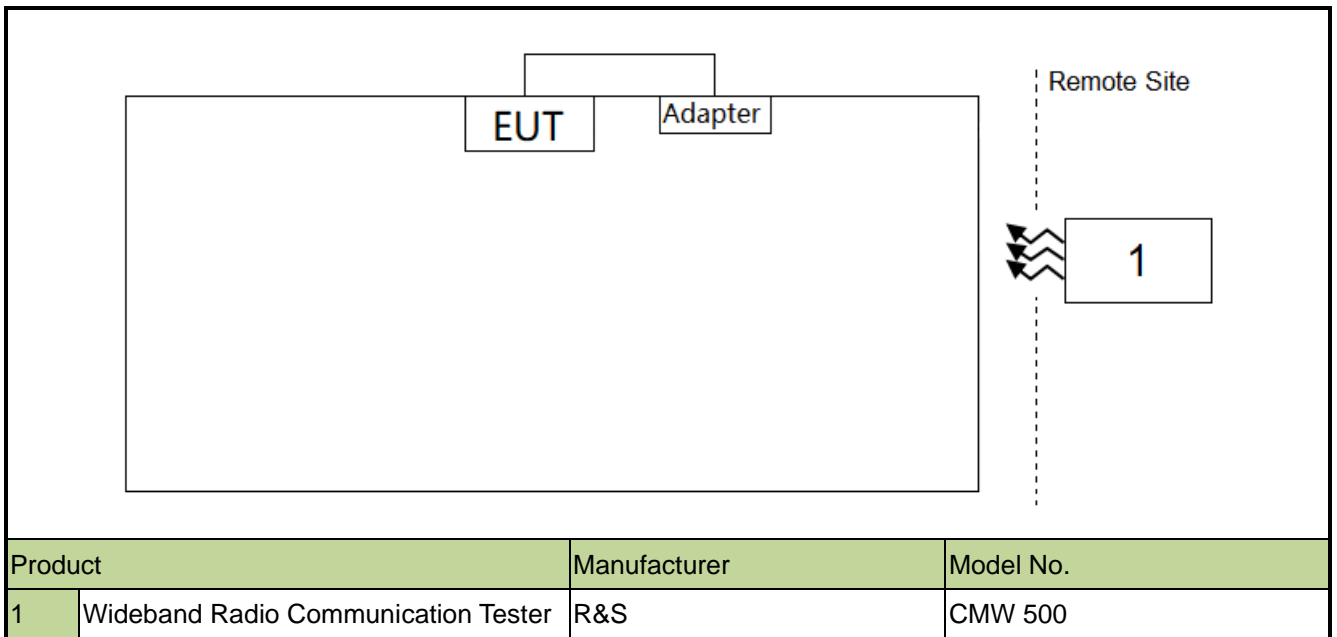 Remote Site
EUT
Adapter
1
Product Manufacturer Model No.
1 Wideband Radio Communication Tester R&S CMW 500